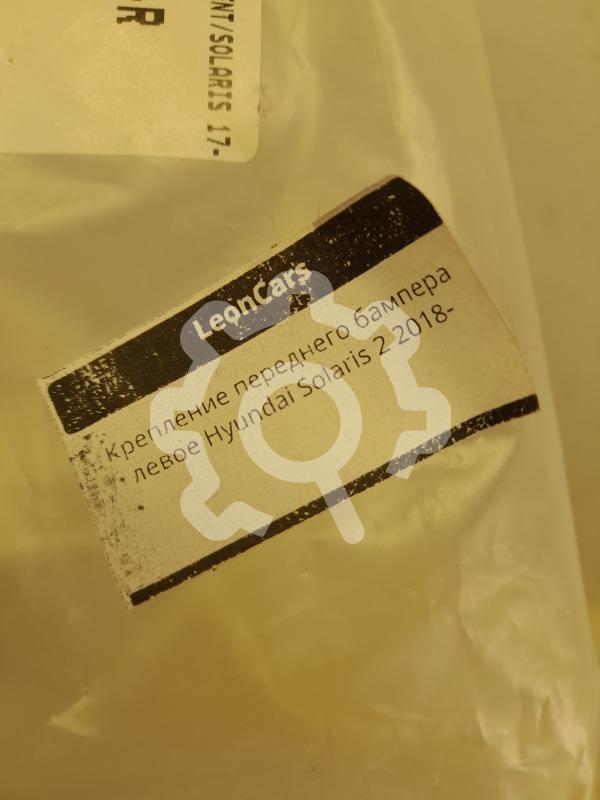 R
NT/SOLARIS 17-
LeonCars
Крепление переднего бампера
левое Hyundai Solaris 2 2018-